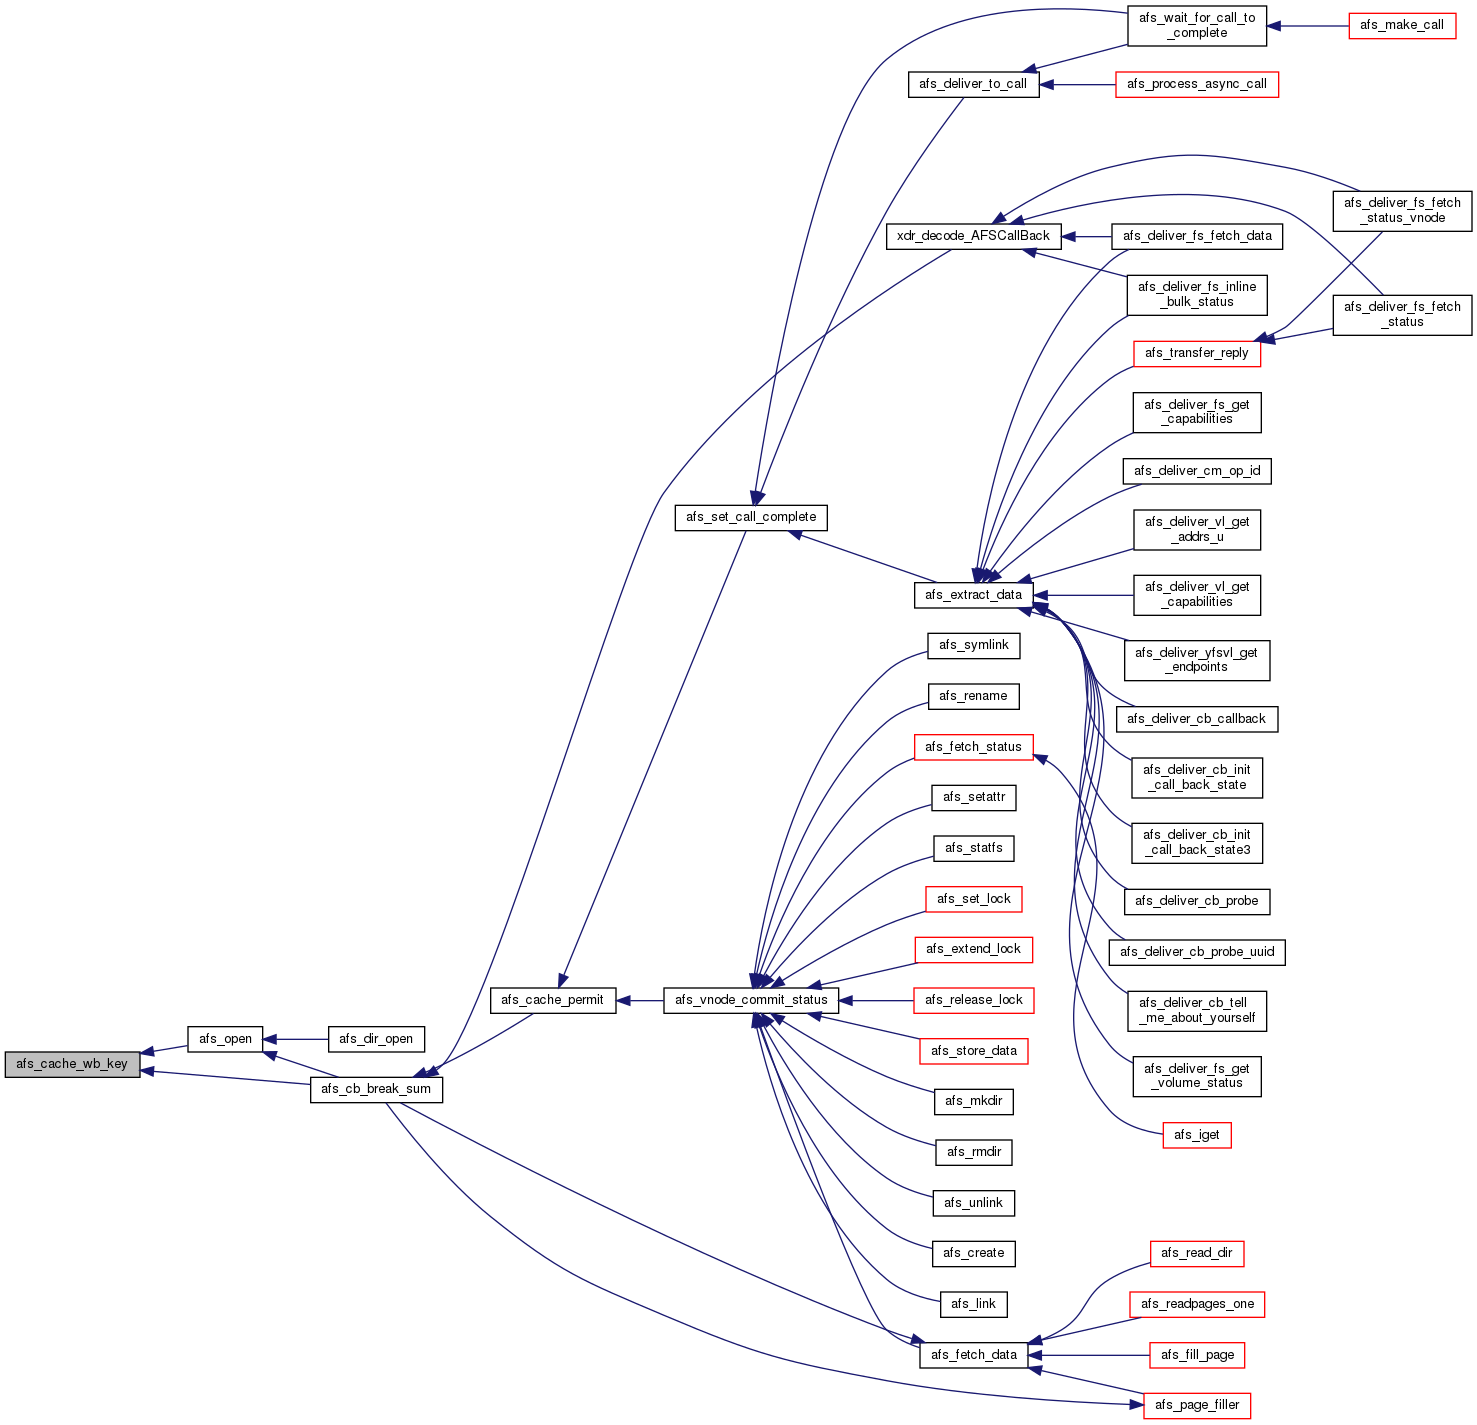 afs_wait_for_call_to
_complete
afs_make_call
afs_deliver_to_call
afs_process_async_call
afs_deliver_fs_fetch
_status_vnode
xdr_decode_AFSCallBack
afs_deliver_fs_fetch_data
afs_deliver_fs_inline
_bulk_status
afs_deliver_fs_fetch
_status
afs_transfer_reply
afs_deliver_fs_get
_capabilities
afs_deliver_cm_op_id
afs_set_call_complete
afs_deliver_vl_get
_addrs_u
afs_extract_data
afs_deliver_vl_get
_capabilities
afs_symlink
afs_deliver_yfsvl_get
_endpoints
afs_rename
afs_deliver_cb_callback
afs_fetch_status
afs_deliver_cb_init
_call_back_state
afs_setattr
afs_deliver_cb_init
_call_back_state3
afs_statfs
afs_set_lock
afs_deliver_cb_probe
afs_extend_lock
afs_deliver_cb_probe_uuid
afs_cache_permit
afs_vnode_commit_status
afs_release_lock
afs_deliver_cb_tell
_me_about_yourself
afs_open
afs_dir_open
afs_store_data
afs_cache_wb_key
afs_deliver_fs_get
_volume_status
afs_cb_break_sum
afs_mkdir
afs_iget
afs_rmdir
afs_unlink
afs_create
afs_read_dir
afs_link
afs_readpages_one
afs_fetch_data
afs_fill_page
afs_page_filler